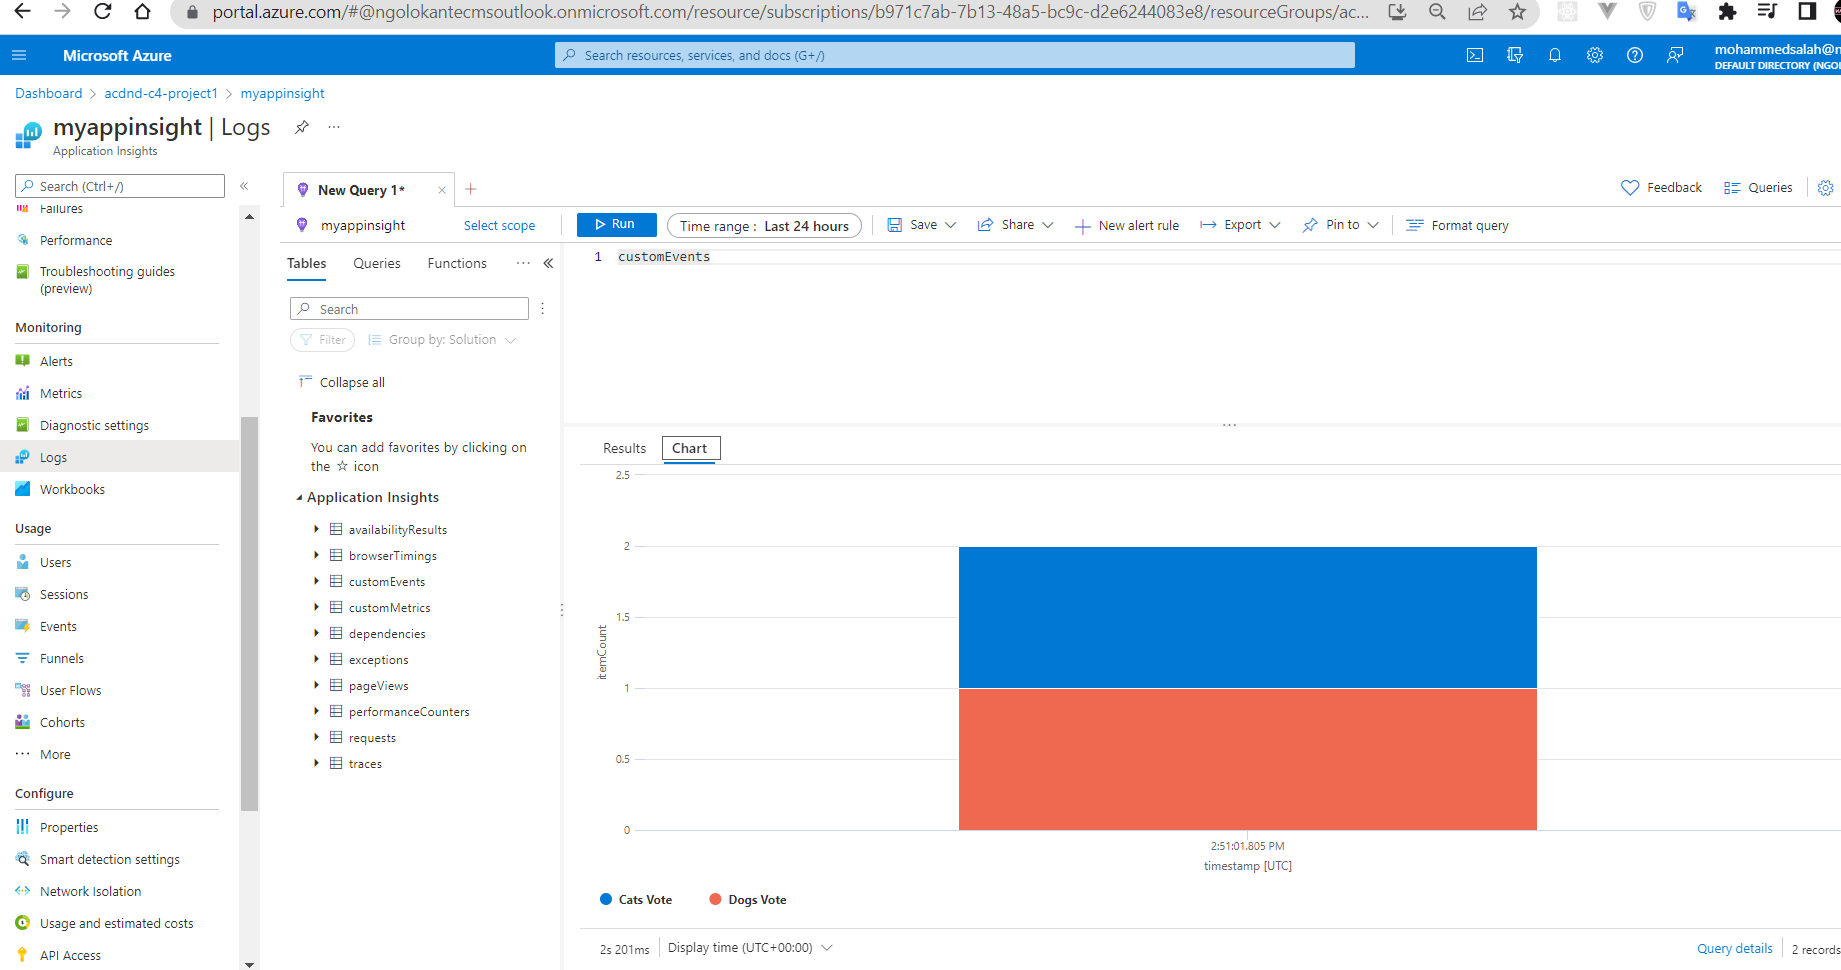 portal.azure.com/#@ngolokantecmsoutlook.onmicrosoft.com/resource/subscriptions/b971c7ab-7b13-48a5-bc9c-d2e6244083e8/resourceGroups/ac...
Microsoft Azure
Search resources, services, and docs (G+/)
mohammedsalah@n
DEFAULT DIRECTORY (NGOL
Dashboard > acdnd-c4-project1 > myappinsight
myappinsight | Logs
Application Insights
Search (Ctrl+/)
Failures
Performance
Troubleshooting guides
(preview)
Monitoring
Alerts
Metrics
Diagnostic settings
Logs
Workbooks
Usage
Users
Sessions
Events
Funnels
User Flows
Cohorts
More
Configure
Properties
Smart detection settings
Network Isolation
Usage and estimated costs
API Access
New Query 1*
Feedback
Queries
myappinsight
Select scope
Run
Time range : Last 24 hours
Save
Share
New alert rule
Export
Pin to
Format query
Tables
Queries
Functions
Search
Filter
Group by: Solution
Collapse all
Favorites
You can add favorites by clicking on
the ☆ icon
Application Insights
availabilityResults
browserTimings
customEvents
customMetrics
dependencies
exceptions
pageViews
performanceCounters
requests
traces
1 customEvents
Results
Chart
2.5
2
1.5
1
0.5
0
itemCount
2:51:01.805 PM
timestamp [UTC]
Cats Vote
Dogs Vote
2s 201ms
Display time (UTC+00:00)
Query details
2 records